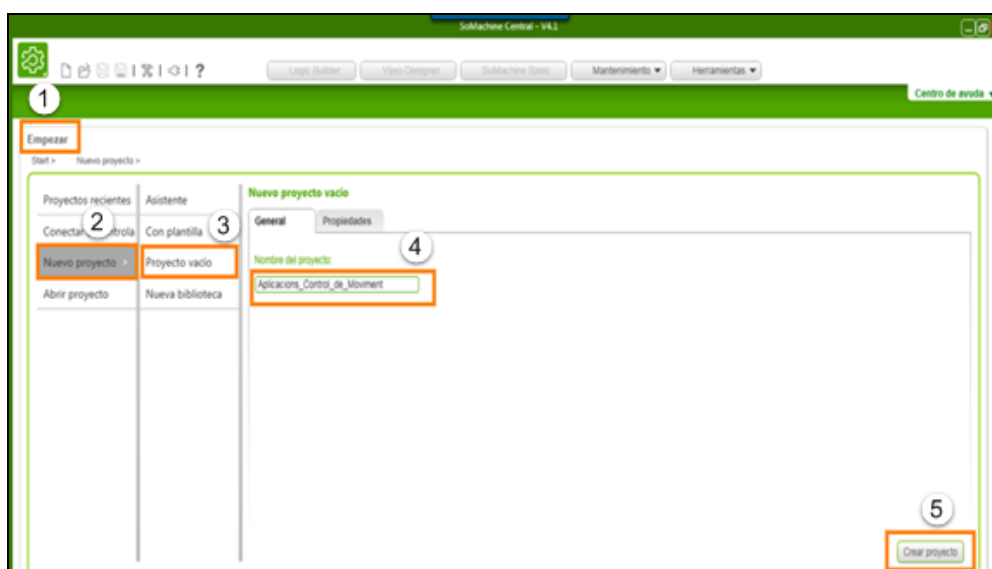 SoMachine Central - V4.1
? Logic Builder Vijeo-Designer SoMachine Basic Mantenimiento Herramientas
1
Centro de ayuda
Empezar
Start > Nuevo proyecto >
Proyectos recientes Asistente
2 3
Con plantilla
Nuevo proyecto > Proyecto vacío
Abrir proyecto Nueva biblioteca
Nuevo proyecto vacío
General Propiedades
4
Nombre del proyecto:
Aplicacions_Control_de_Moviment
5
Crear proyecto